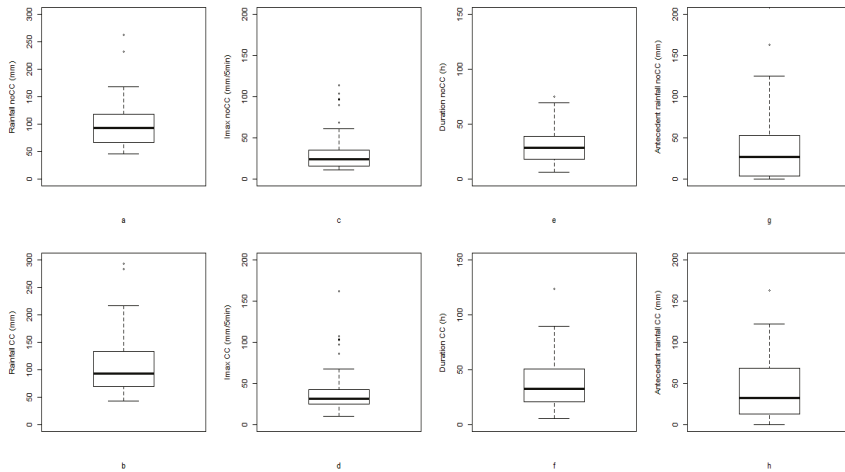 Rainfall noCC (mm)
0
50
100
150
200
250
300
a
Imax noCC (mm/5min)
0
50
100
150
200
c
Duration noCC (h)
0
50
100
150
e
Antecedent rainfall noCC (mm)
0
50
100
150
200
g
Rainfall CC (mm)
0
50
100
150
200
250
300
b
Imax CC (mm/5min)
0
50
100
150
200
d
Duration CC (h)
0
50
100
150
f
Antecedant rainfall CC (mm)
0
50
100
150
200
h